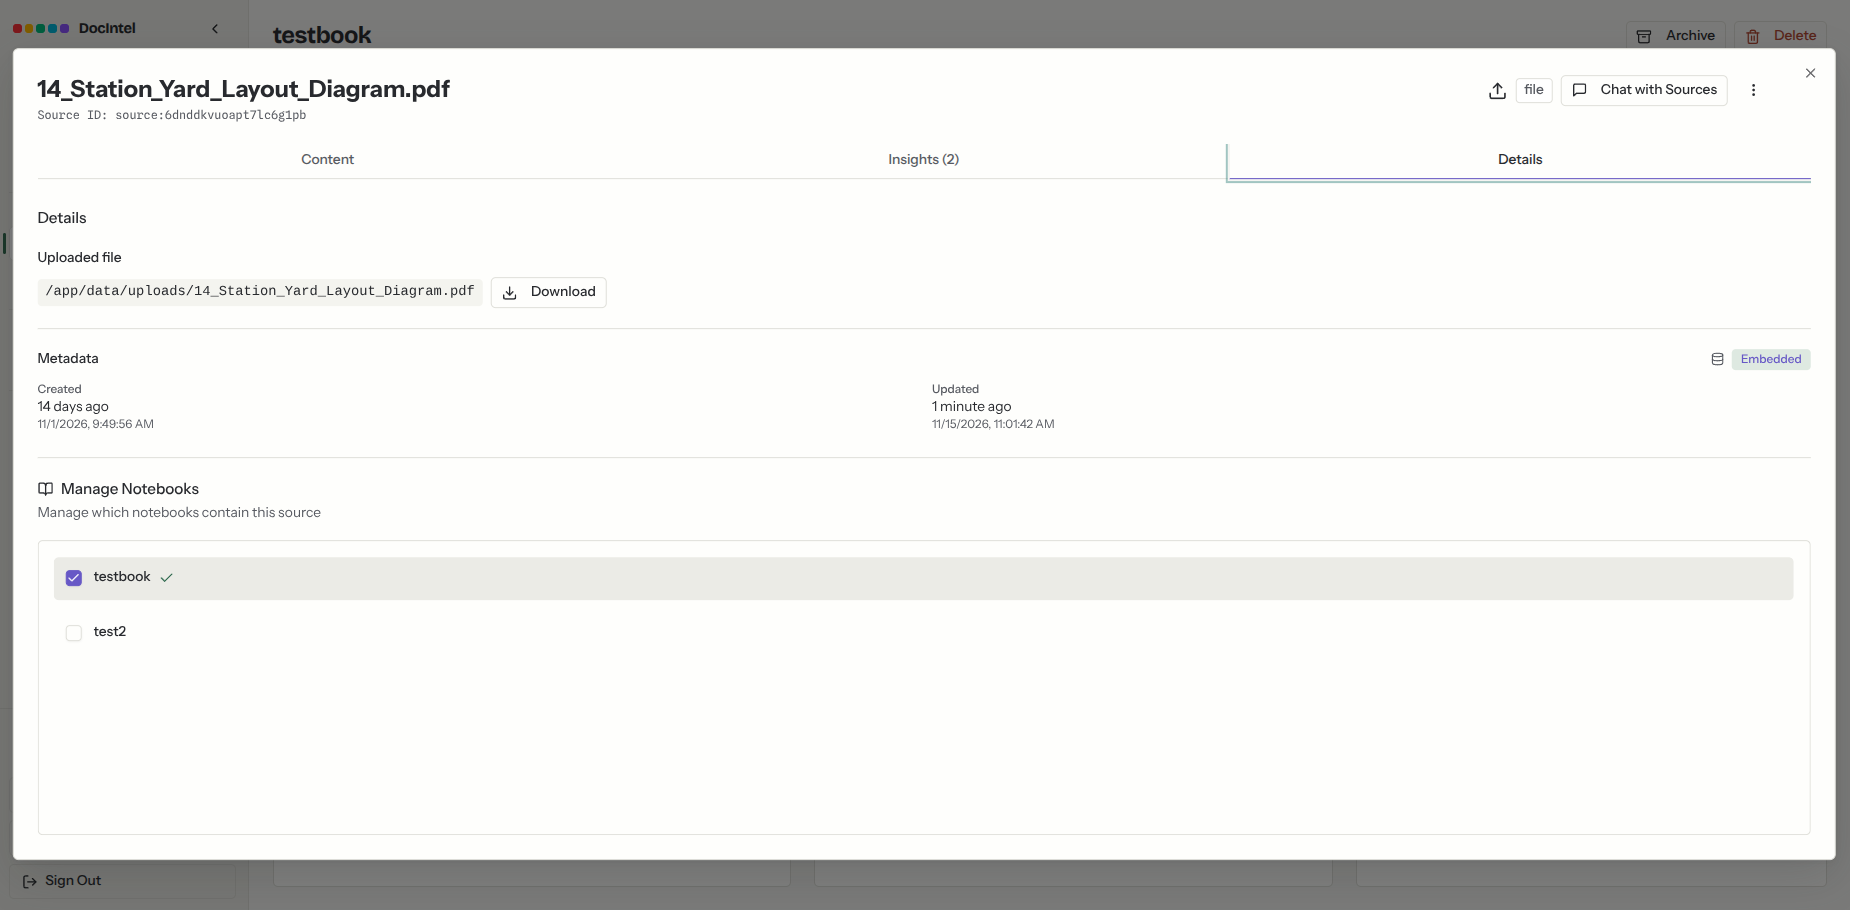 DocIntel
testbook
Archive
Delete
14_Station_Yard_Layout_Diagram.pdf
file
Chat with Sources
Source ID: source:6dnddkvuoapt7lc6g1pb
Content
Insights (2)
Details
Details
Uploaded file
/app/data/uploads/14_Station_Yard_Layout_Diagram.pdf
Download
Metadata
Embedded
Created
14 days ago
11/1/2026, 9:49:56 AM
Updated
1 minute ago
11/15/2026, 11:01:42 AM
Manage Notebooks
Manage which notebooks contain this source
testbook
test2
Sign Out